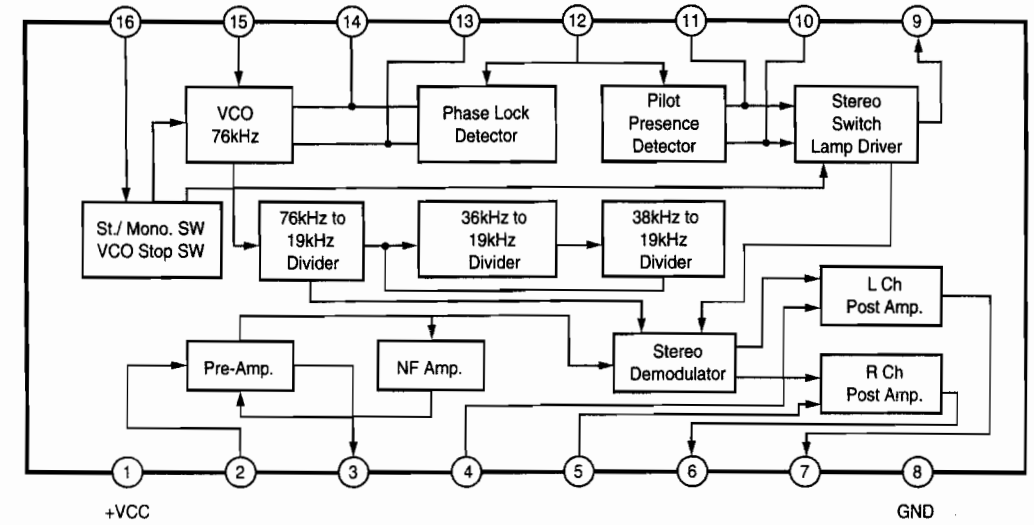 16 15 14 13 12 11 10 9
VCO
76kHz
Phase Lock
Detector
Pilot
Presence
Detector
Stereo
Switch
Lamp Driver
St./ Mono. SW
VCO Stop SW
76kHz to
19kHz
Divider
36kHz to
19kHz
Divider
38kHz to
19kHz
Divider
L Ch
Post Amp.
Pre-Amp.
NF Amp.
Stereo
Demodulator
R Ch
Post Amp.
1 2 3 4 5 6 7 8
+VCC GND